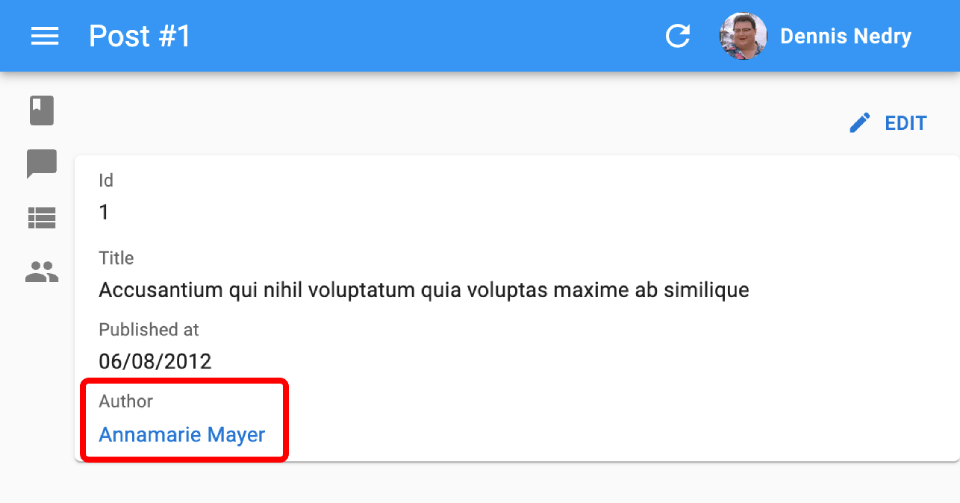 Post #1
Dennis Nedry
EDIT
Id
1
Title
Accusantium qui nihil voluptatum quia voluptas maxime ab similique
Published at
06/08/2012
Author
Annamarie Mayer